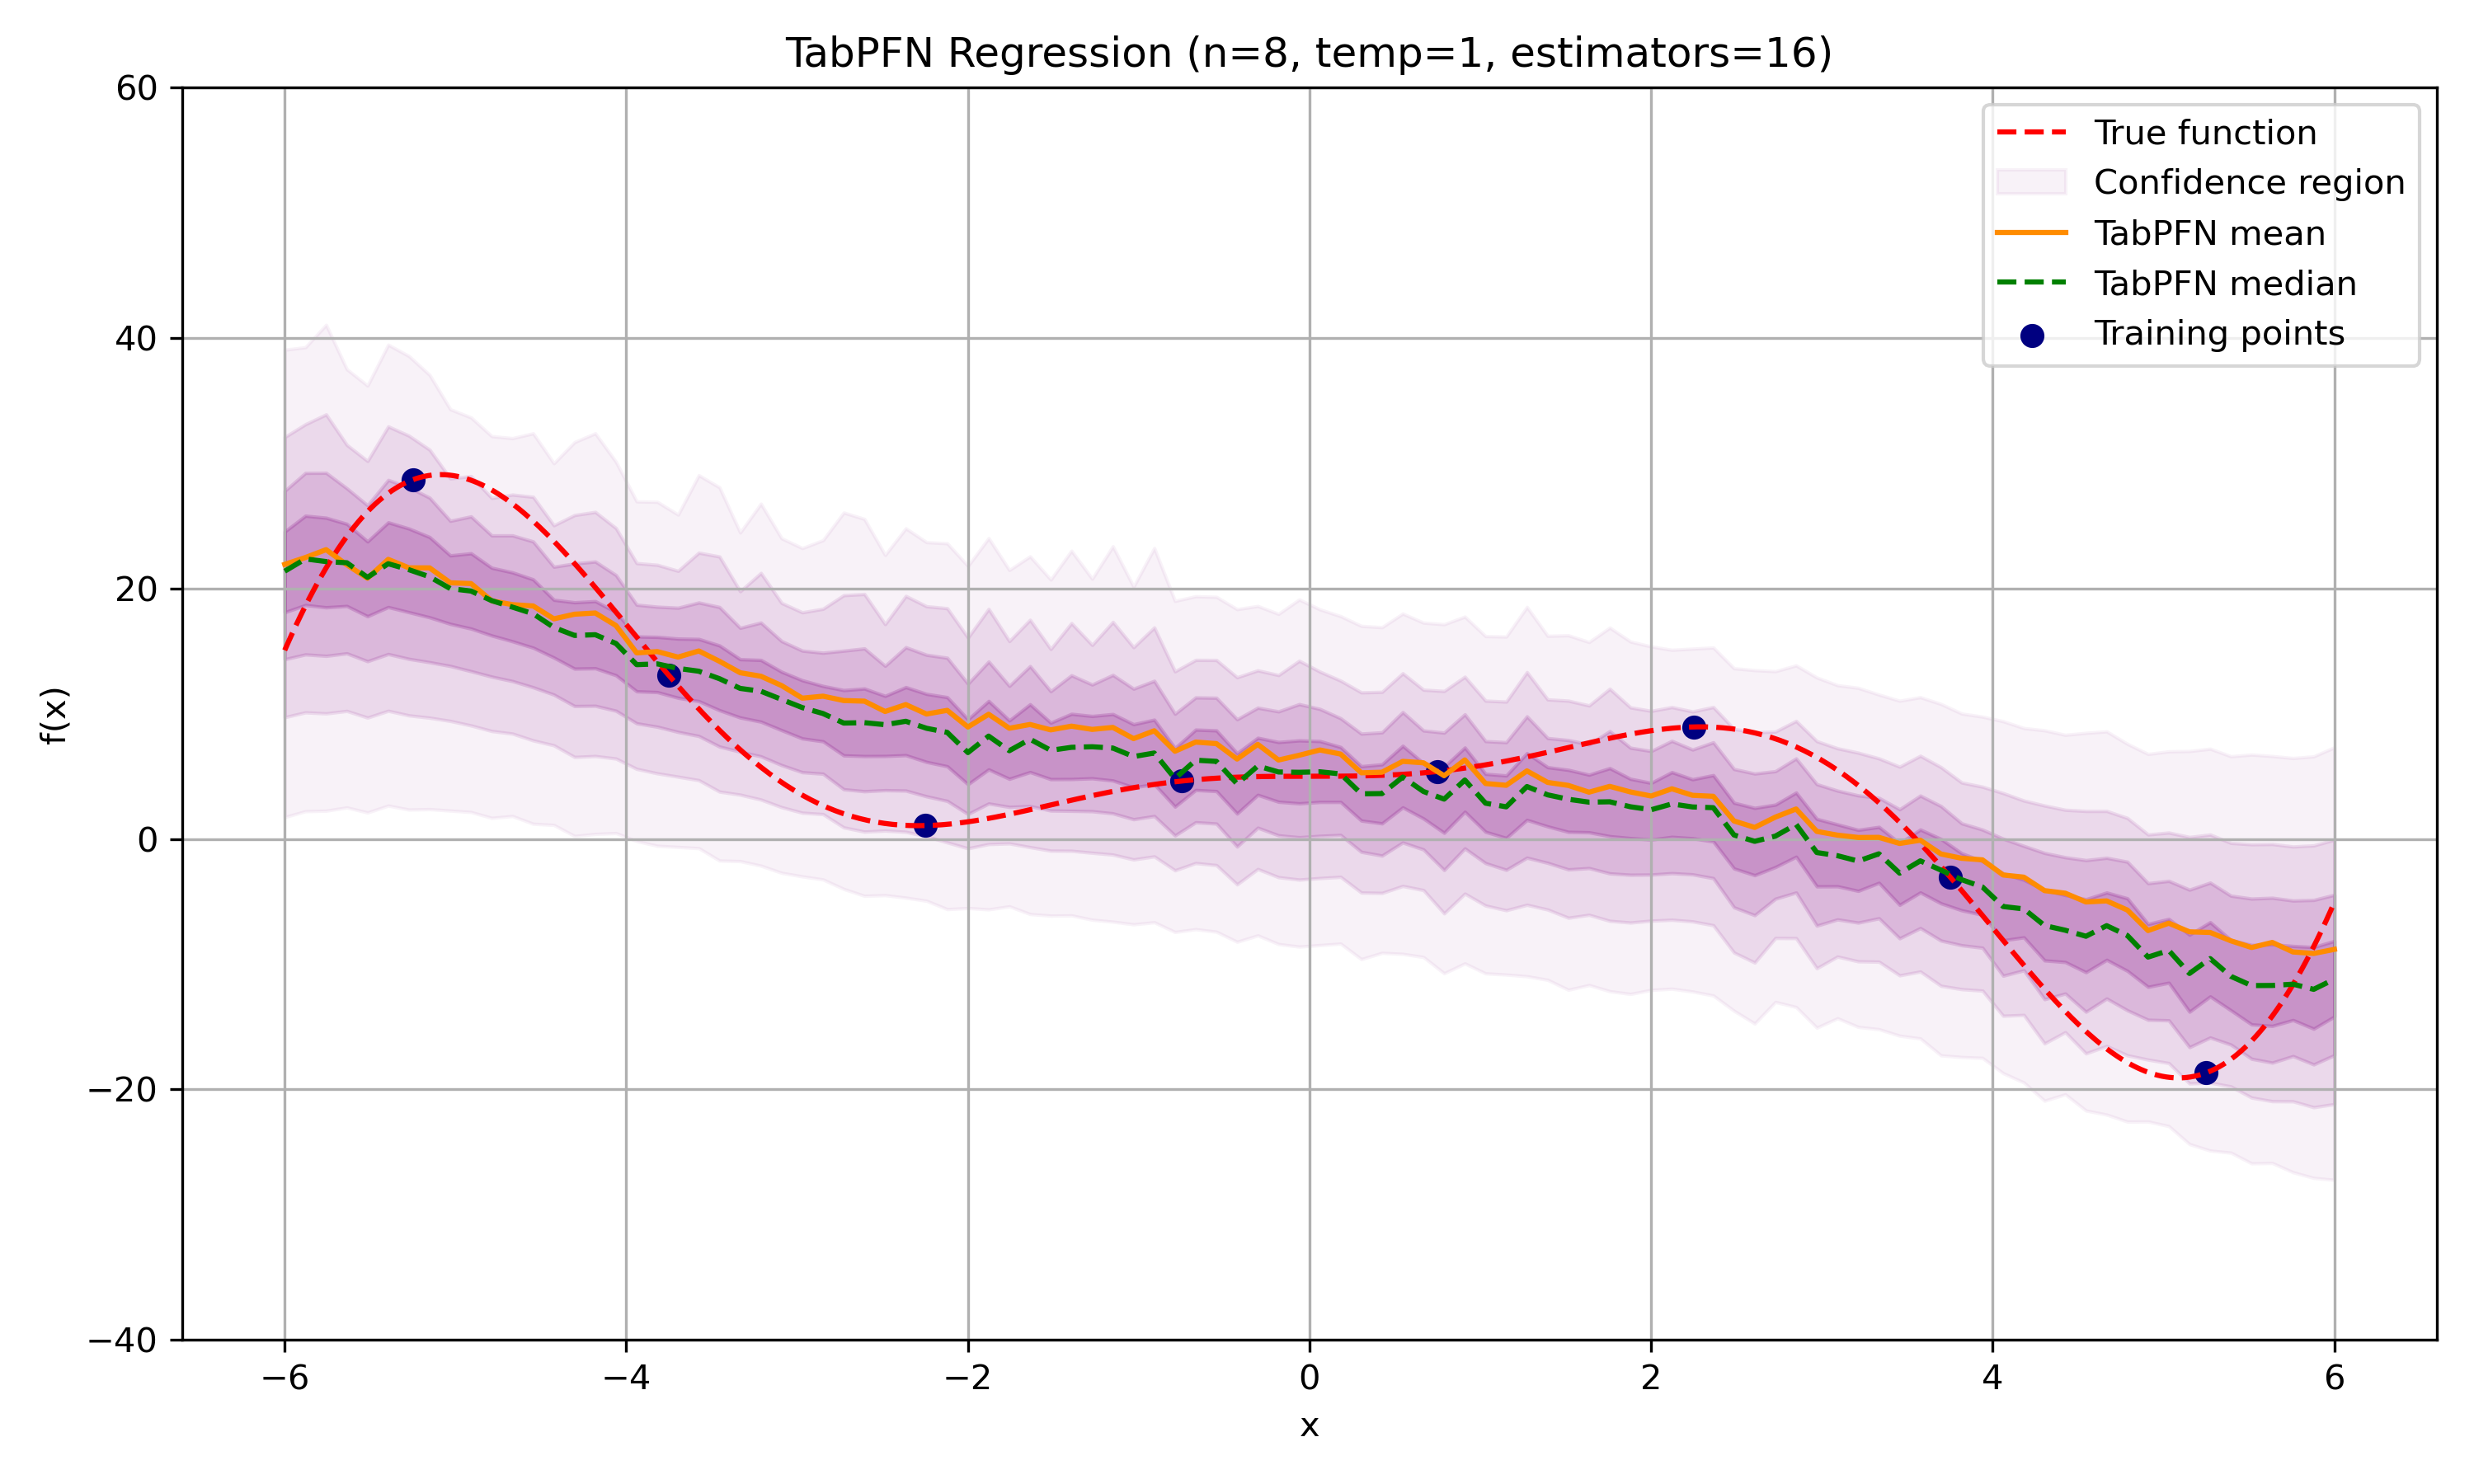 TabPFN Regression (n=8, temp=1, estimators=16)
60
40
20
0
−20
−40
f(x)
−6
−4
−2
0
2
4
6
x
True function
Confidence region
TabPFN mean
TabPFN median
Training points